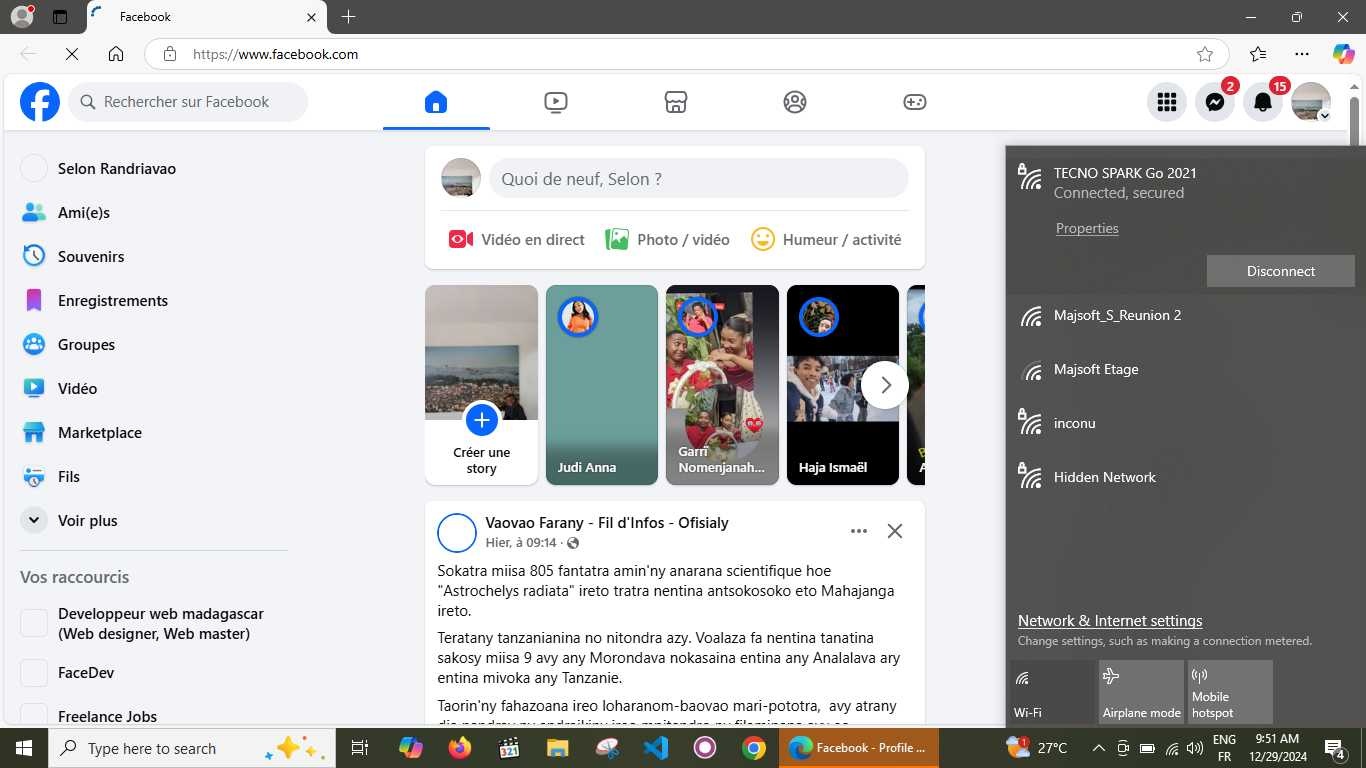 Facebook
https://www.facebook.com
Rechercher sur Facebook
2
15
Selon Randriavao
Ami(e)s
Souvenirs
Enregistrements
Groupes
Vidéo
Marketplace
Fils
Voir plus
Vos raccourcis
Developpeur web madagascar
(Web designer, Web master)
FaceDev
Freelance Jobs
Quoi de neuf, Selon ?
Vidéo en direct
Photo / vidéo
Humeur / activité
Créer une
story
Judi Anna
Garrï
Nomenjanah...
Haja Ismaël
A
Vaovao Farany - Fil d'Infos - Ofisialy
Hier, à 09:14
Sokatra miisa 805 fantatra amin'ny anarana scientifique hoe
"Astrochelys radiata" ireto tratra nentina antsokosoko eto Mahajanga
ireto.
Teratany tanzanianina no nitondra azy. Voalaza fa nentina tanatina
sakosy miisa 9 avy any Morondava nokasaina entina any Analalava ary
entina mivoka any Tanzanie.
Taorin'ny fahazoana ireo loharanom-baovao mari-pototra, avy atrany
TECNO SPARK Go 2021
Connected, secured
Properties
Disconnect
Majsoft_S_Reunion 2
Majsoft Etage
inconu
Hidden Network
Network & Internet settings
Change settings, such as making a connection metered.
Wi-Fi
Airplane mode
Mobile
hotspot
Type here to search
Facebook - Profile ...
1
27°C
ENG
FR
9:51 AM
12/29/2024
4